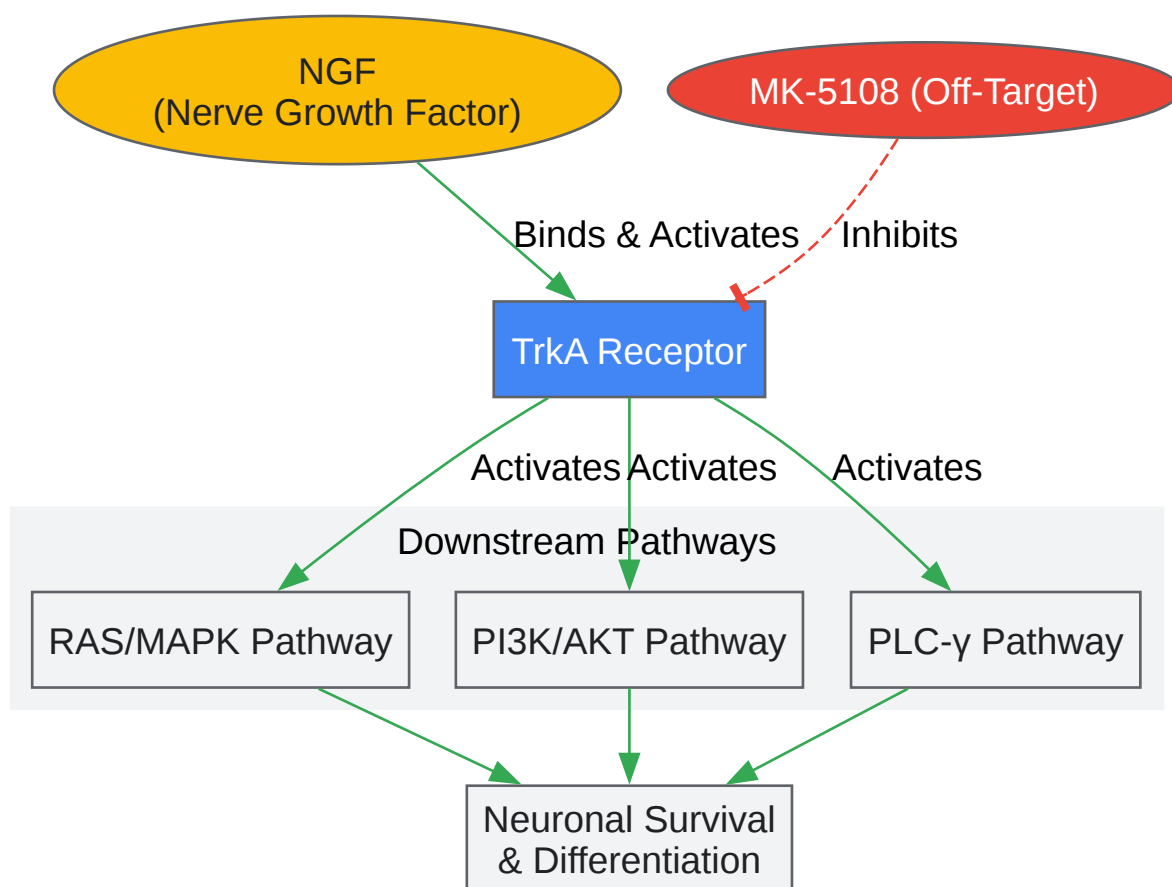 NGF
(Nerve Growth Factor)
MK-5108 (Off-Target)
Binds & Activates
Inhibits
TrkA Receptor
Activates
Activates
Activates
Downstream Pathways
RAS/MAPK Pathway
PI3K/AKT Pathway
PLC-γ Pathway
Neuronal Survival
& Differentiation